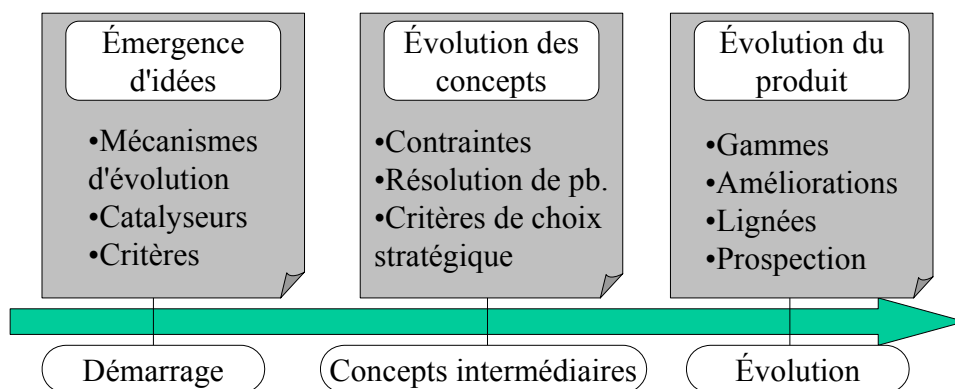 Émergence
d'idées
•Mécanismes
d'évolution
•Catalyseurs
•Critères
Évolution des
concepts
•Contraintes
•Résolution de pb.
•Critères de choix
stratégique
Évolution du
produit
•Gammes
•Améliorations
•Lignées
•Prospection
Démarrage
Concepts intermédiaires
Évolution